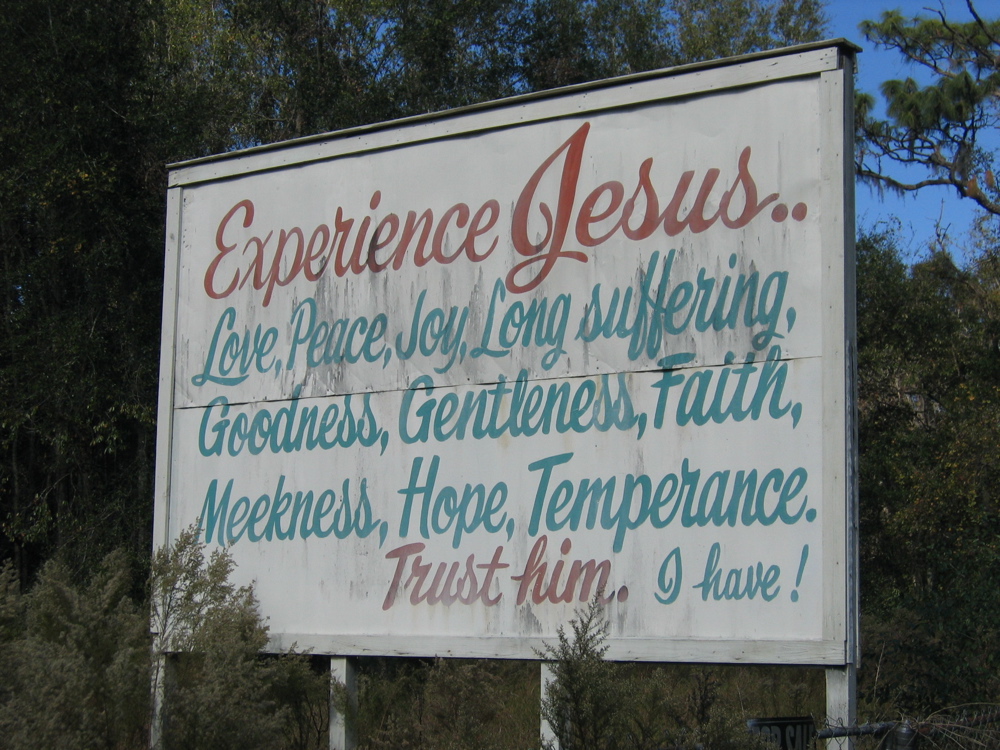 Experience Jesus..
Love, Peace, Joy, Long suffering,
Goodness, Gentleness, Faith,
Meekness, Hope, Temperance.
Trust him.. I have!